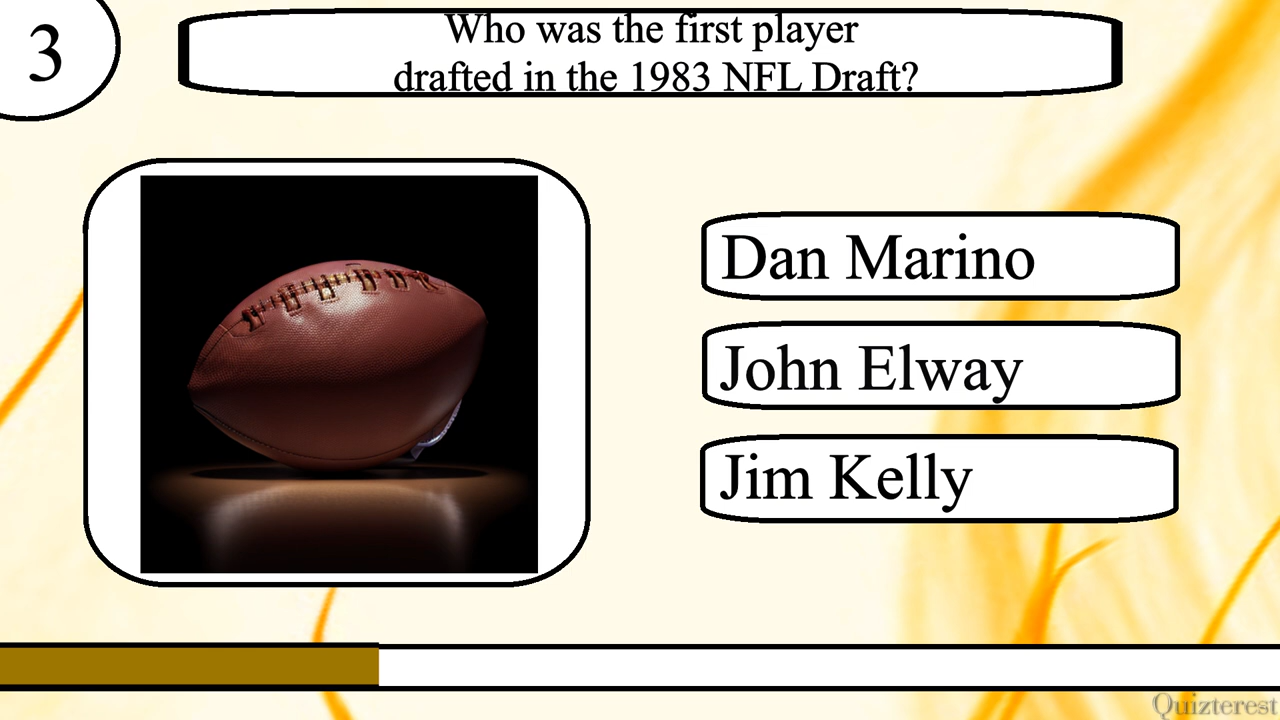 3
Who was the first player
drafted in the 1983 NFL Draft?
Dan Marino
John Elway
Jim Kelly
Quizterest